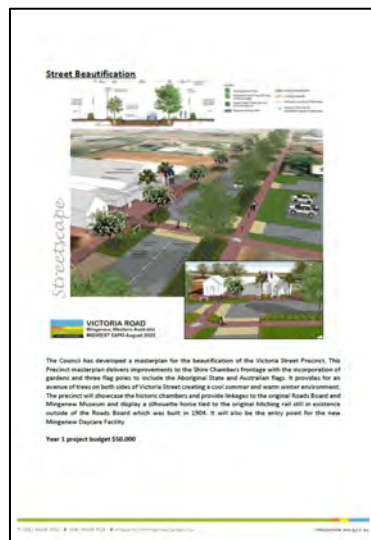 Street Beautification
Streetscape
VICTORIA ROAD
Mingenew, Western Australia
MIDWEST EXPO August 2022
The Council has developed a masterplan for the beautification of the Victoria Street Precinct. This
Precinct masterplan delivers improvements to the Shire Chambers frontage with the incorporation of
gardens and three flag poles to include the Aboriginal State and Australian flags. It provides for an
avenue of trees on both sides of Victoria Street creating a cool summer and warm winter environment.
The precinct will showcase the historic chambers and provide linkages to the original Roads Board and
Mingenew Museum and display a silhouette horse tied to the original hitching rail still in existence
outside of the Roads Board which was built in 1904. It will also be the entry point for the new
Mingenew Daycare Facility
Year 1 project budget $50,000